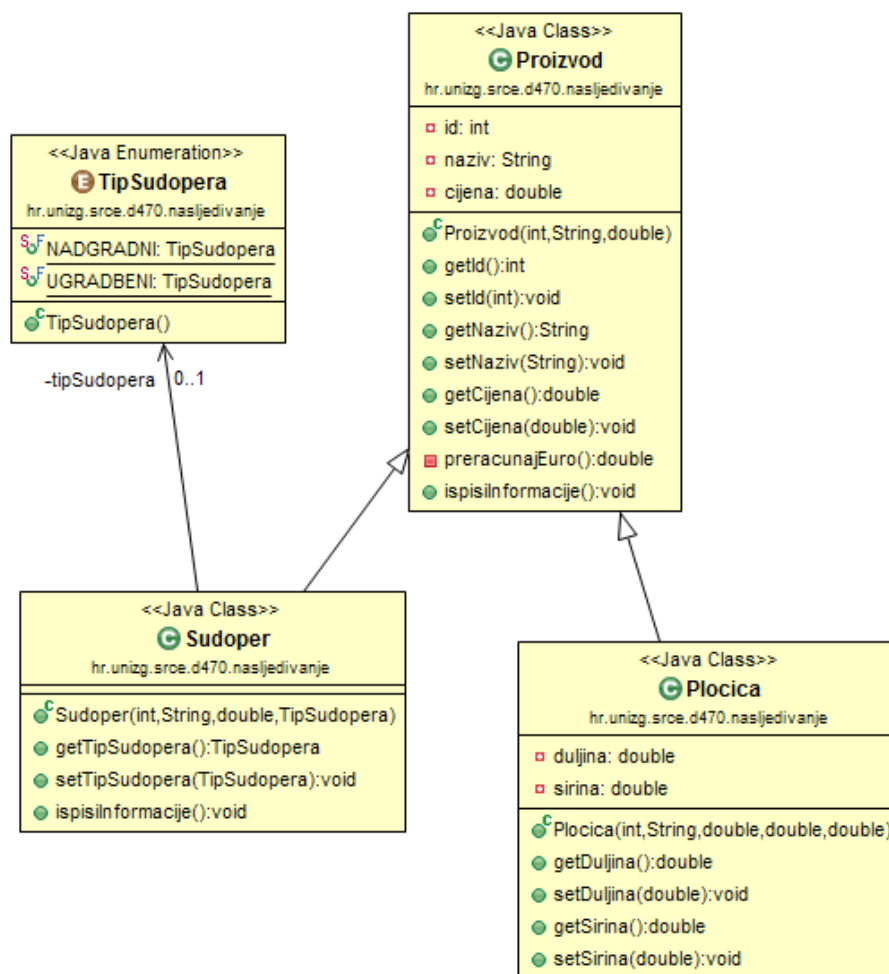 <<Java Class>>
Proizvod
hr.unizg.srce.d470.nasljedivanje
id: int
naziv: String
cijena: double
Proizvod(int,String,double)
getId():int
setId(int):void
getNaziv():String
setNaziv(String):void
getCijena():double
setCijena(double):void
preracunajEuro():double
ispisiInformacije():void
<<Java Enumeration>>
TipSudopera
hr.unizg.srce.d470.nasljedivanje
NADGRADNI: TipSudopera
UGRADBENI: TipSudopera
TipSudopera()
-tipSudopera 0..1
<<Java Class>>
Sudoper
hr.unizg.srce.d470.nasljedivanje
Sudoper(int,String,double,TipSudopera)
getTipSudopera():TipSudopera
setTipSudopera(TipSudopera):void
ispisiInformacije():void
<<Java Class>>
Plocica
hr.unizg.srce.d470.nasljedivanje
duljina: double
sirina: double
Plocica(int,String,double,double,double)
getDuljina():double
setDuljina(double):void
getSirina():double
setSirina(double):void